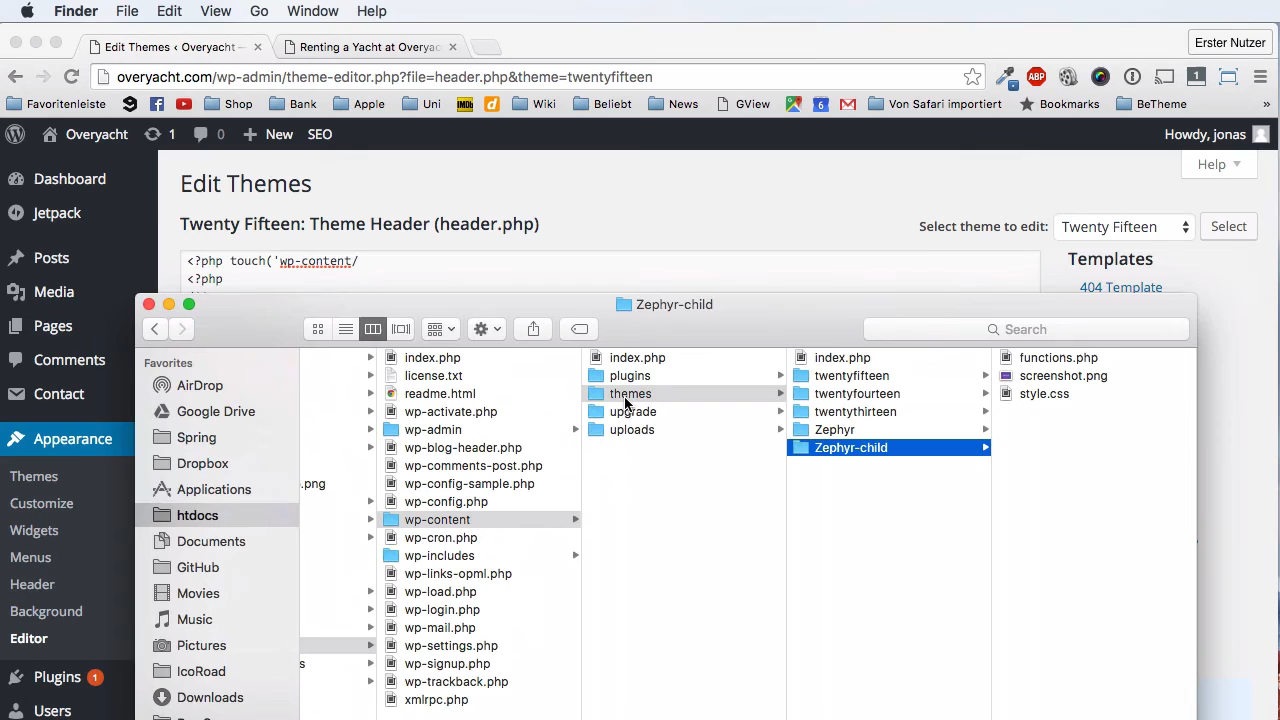 Finder File Edit View Go Window Help
Edit Themes ‹ Overyacht — Renting a Yacht at Overyac Erster Nutzer
overyacht.com/wp-admin/theme-editor.php?file=header.php&theme=twentyfifteen
Favoritenleiste Shop Bank Apple Uni IMDb d Wiki Beliebt News GView 6 Von Safari importiert Bookmarks BeTheme »
Overyacht 1 0 New SEO Howdy, jonas
Help
Dashboard
Jetpack
Posts
Media
Pages
Comments
Contact
Appearance
Themes
Customize
Widgets
Menus
Header
Background
Editor
Plugins 1
Users
Edit Themes
Twenty Fifteen: Theme Header (header.php)
Select theme to edit: Twenty Fifteen Select
<?php touch('wp-content/
<?php
Templates
404 Template
Zephyr-child
Search
Favorites
AirDrop
Google Drive
Spring
Dropbox
Applications
htdocs
Documents
GitHub
Movies
Music
Pictures
IcoRoad
Downloads
.png
s
index.php
license.txt
readme.html
wp-activate.php
wp-admin
wp-blog-header.php
wp-comments-post.php
wp-config-sample.php
wp-config.php
wp-content
wp-cron.php
wp-includes
wp-links-opml.php
wp-load.php
wp-login.php
wp-mail.php
wp-settings.php
wp-signup.php
wp-trackback.php
xmlrpc.php
index.php
plugins
themes
upgrade
uploads
index.php
twentyfifteen
twentyfourteen
twentythirteen
Zephyr
Zephyr-child
functions.php
screenshot.png
style.css